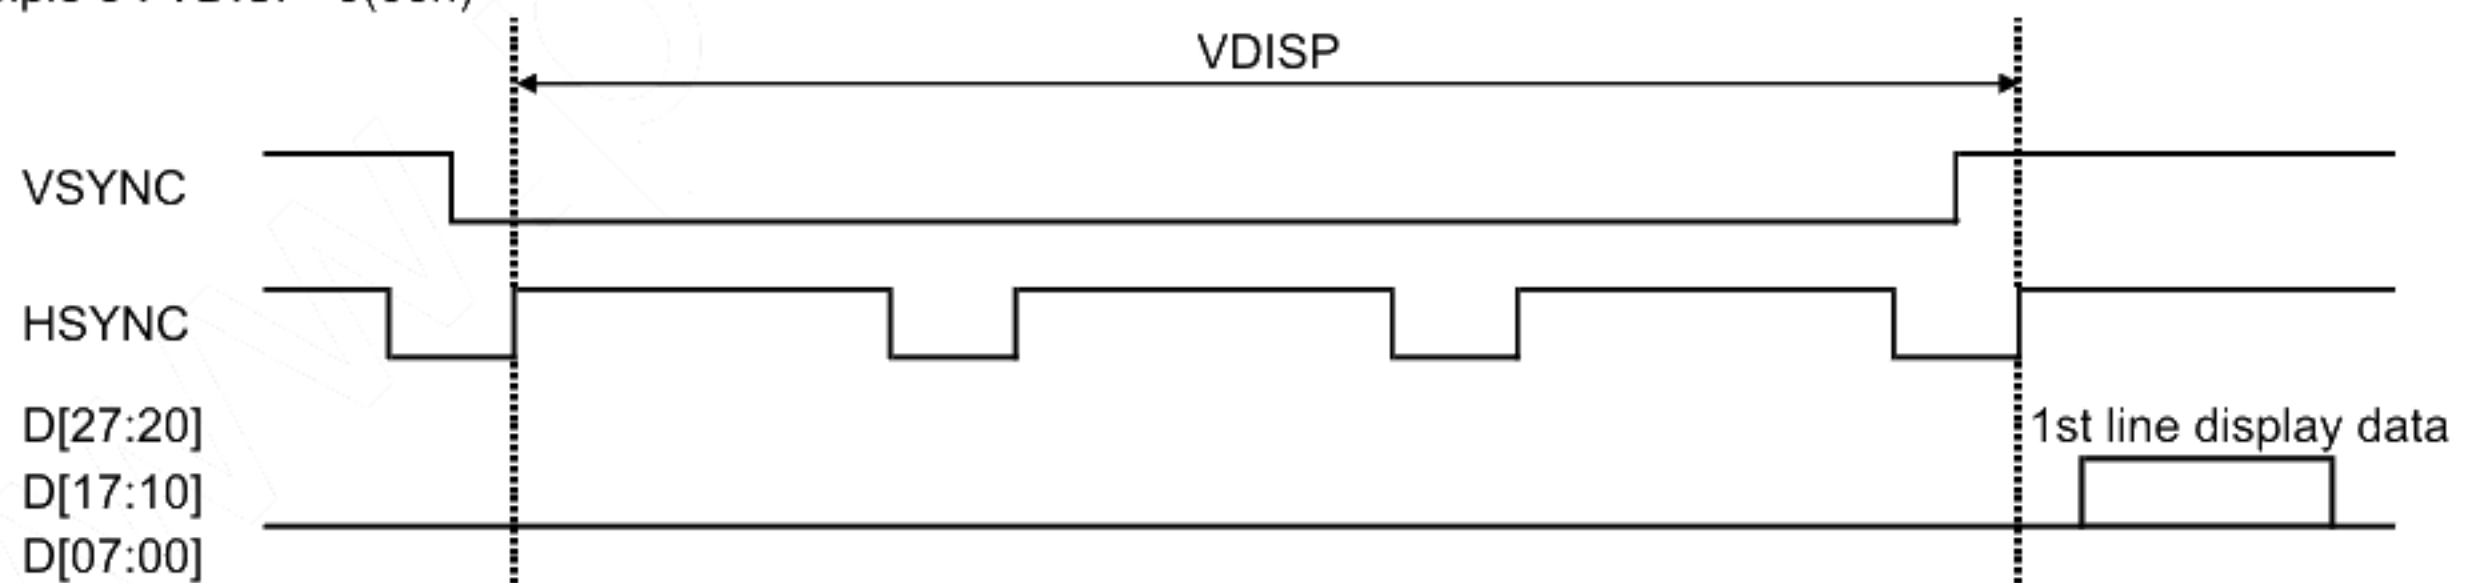 VDISP
VSYNC
HSYNC
D[27:20]
1st line display data
D[17:10]
D[07:00]